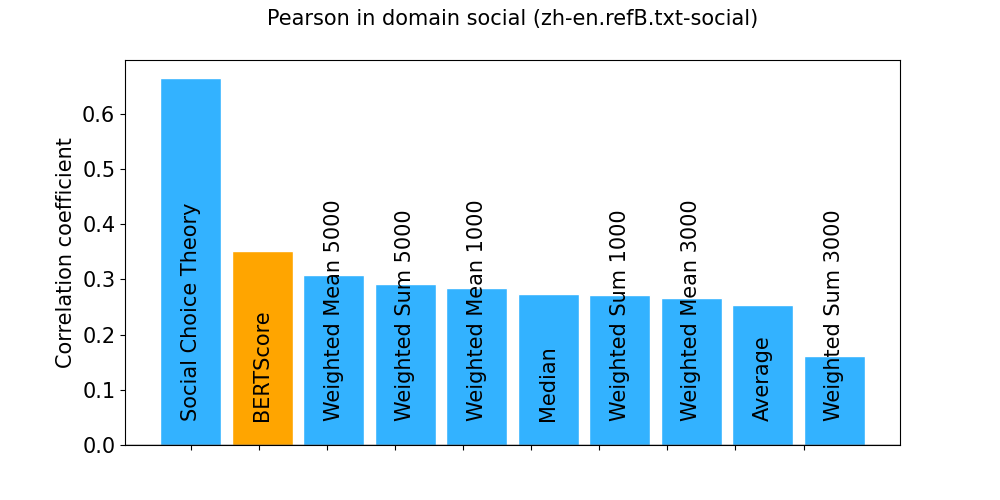 Pearson in domain social (zh-en.refB.txt-social)
Correlation coefficient
0.6
0.5
0.4
0.3
0.2
0.1
0.0
Social Choice Theory
BERTScore
Weighted Mean 5000
Weighted Sum 5000
Weighted Mean 1000
Median
Weighted Sum 1000
Weighted Mean 3000
Average
Weighted Sum 3000